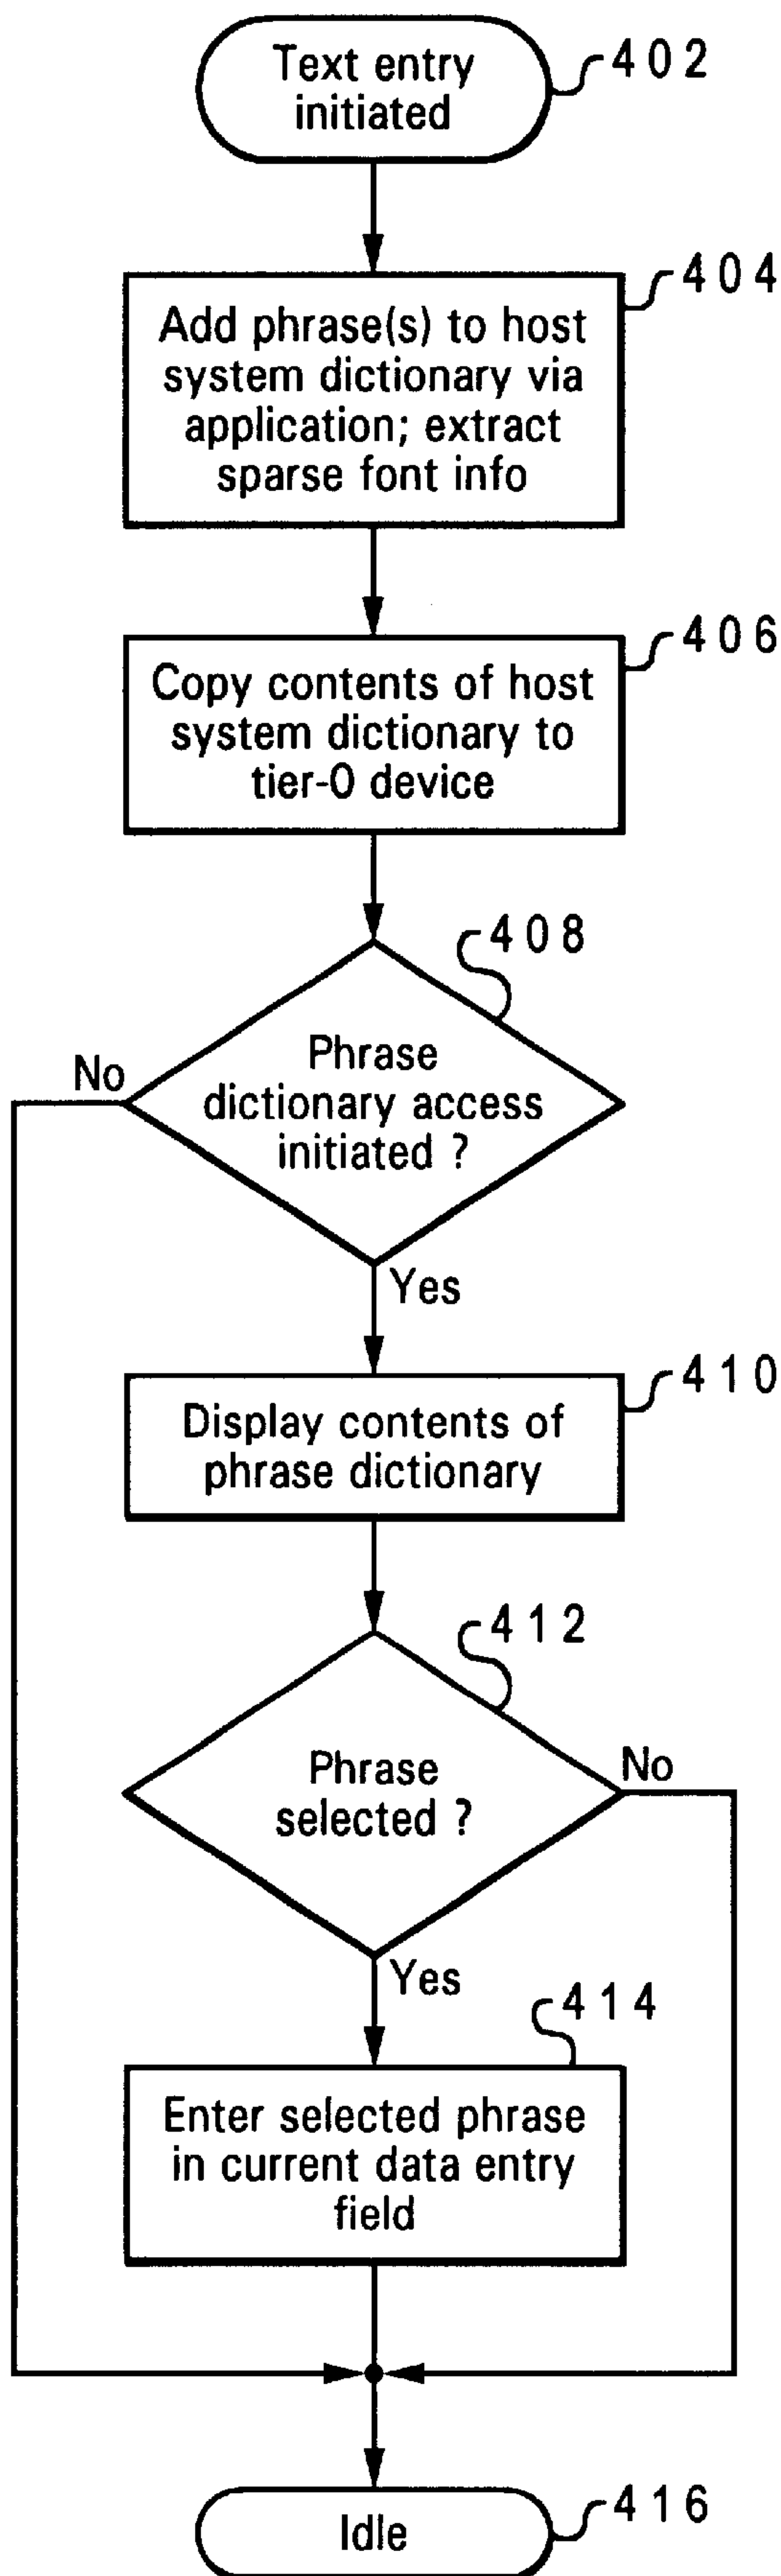 Text entry
initiated
402
Add phrase(s) to host
system dictionary via
application; extract
sparse font info
404
Copy contents of host
system dictionary to
tier-0 device
406
Phrase
dictionary access
initiated ?
408
No
Yes
Display contents of
phrase dictionary
410
Phrase
selected ?
412
No
Yes
Enter selected phrase
in current data entry
field
414
Idle
416